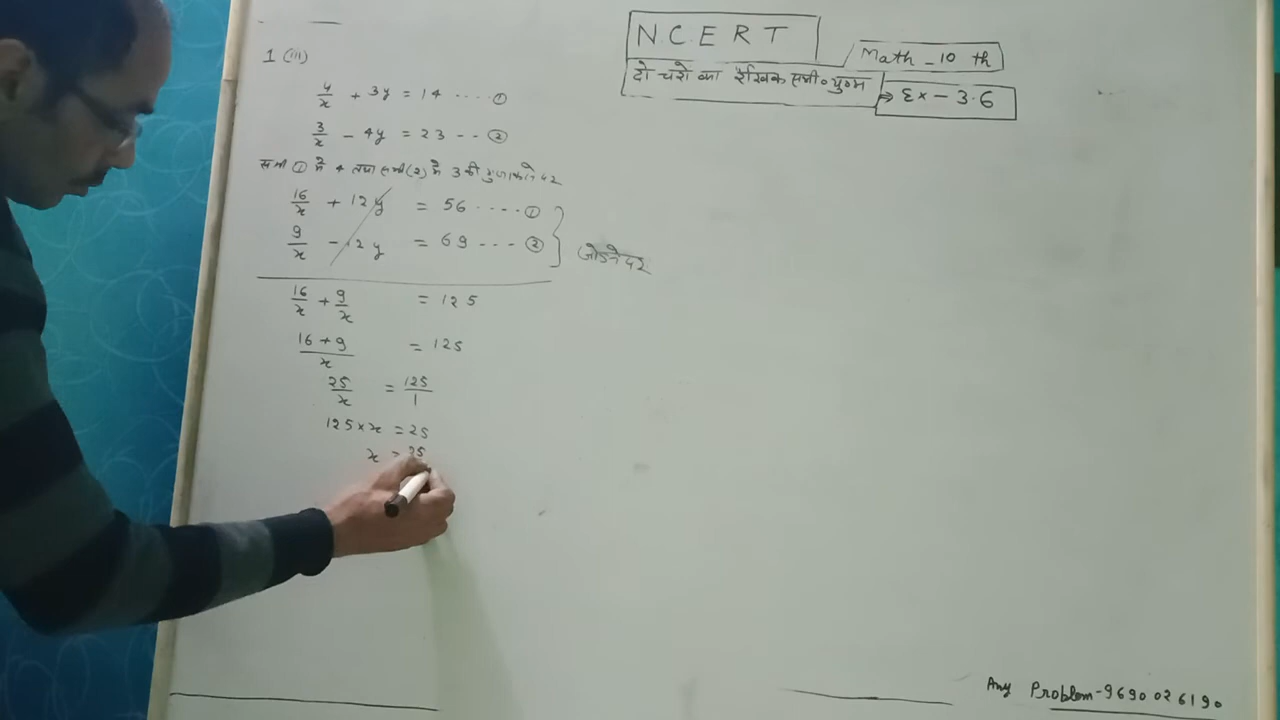 N.C.E R T
Math - 10 th
दो चरो का रैखिक समी० युग्म
⇒ Ex - 3.6
1 (iii)
4/x + 3y = 14 .... ①
3/x - 4y = 23 -- ②
समी ① में 4 तथा समी (2) में 3 की गुणा करने पर
16/x + 12y = 56 ..... ①
9/x - 12y = 69 ... ②
जोडने पर
16/x + 9/x = 125
16+9/x = 125
25/x = 125/1
125 × x = 25
x = 25
Any Problem - 9690026190